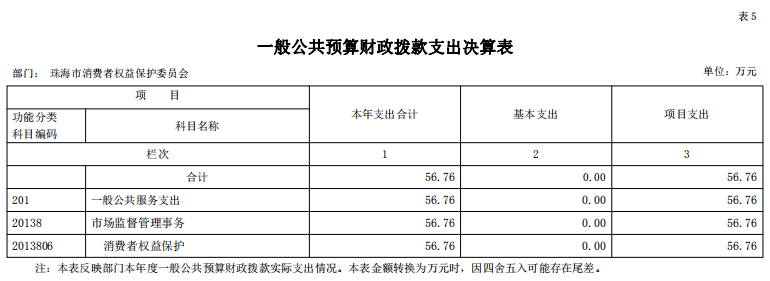 表 5
一般公共预算财政拨款支出决算表
部门： 珠海市消费者权益保护委员会 单位：万元
项 目 本年支出合计 基本支出 项目支出
功能分类科目编码 科目名称
栏次 1 2 3
合计 56.76 0.00 56.76
201 一般公共服务支出 56.76 0.00 56.76
20138 市场监督管理事务 56.76 0.00 56.76
2013806 消费者权益保护 56.76 0.00 56.76
注：本表反映部门本年度一般公共预算财政拨款实际支出情况。本表金额转换为万元时，因四舍五入可能存在尾差。